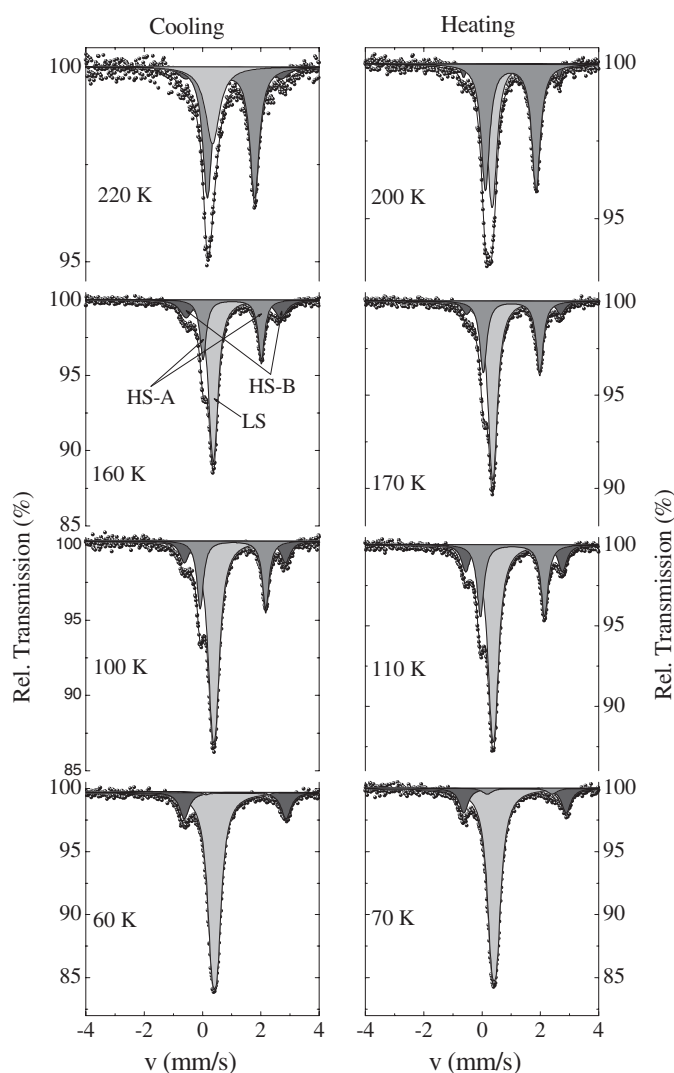 Cooling
Heating
100
95
220 K
100
95
200 K
100
95
90
85
HS-A
HS-B
LS
160 K
100
95
90
170 K
100
95
90
85
100 K
100
95
90
110 K
100
95
90
85
60 K
100
95
90
85
70 K
-4 -2 0 2 4
-4 -2 0 2 4
v (mm/s)
v (mm/s)
Rel. Transmission (%)
Rel. Transmission (%)